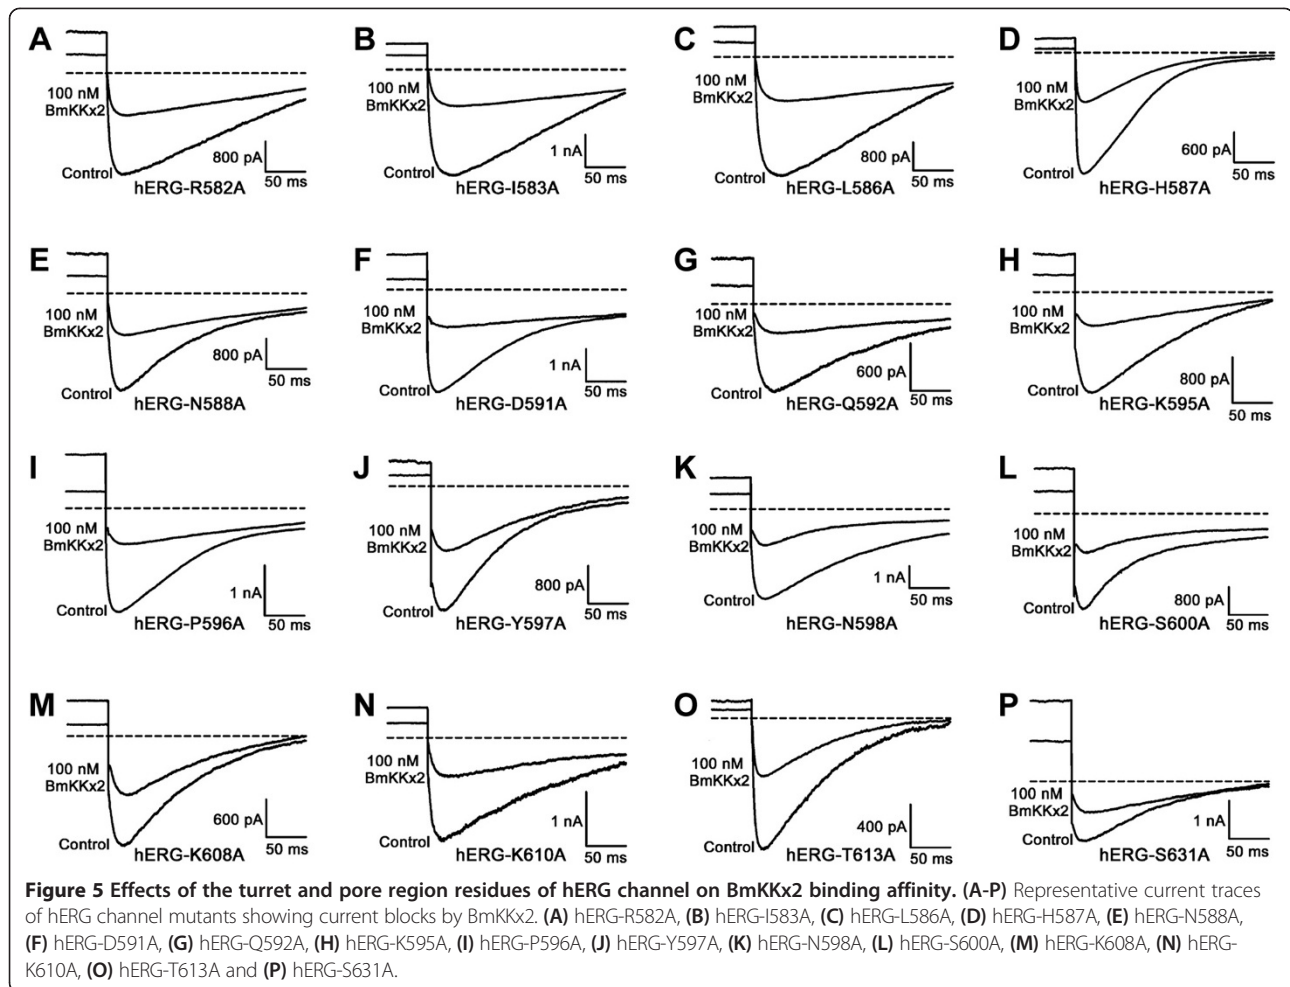 A
100 nM
BmKKx2
Control
800 pA
50 ms
hERG-R582A
B
100 nM
BmKKx2
Control
1 nA
50 ms
hERG-I583A
C
100 nM
BmKKx2
Control
800 pA
50 ms
hERG-L586A
D
100 nM
BmKKx2
Control
600 pA
50 ms
hERG-H587A
E
100 nM
BmKKx2
Control
800 pA
50 ms
hERG-N588A
F
100 nM
BmKKx2
Control
1 nA
50 ms
hERG-D591A
G
100 nM
BmKKx2
Control
600 pA
50 ms
hERG-Q592A
H
100 nM
BmKKx2
Control
800 pA
50 ms
hERG-K595A
I
100 nM
BmKKx2
Control
1 nA
50 ms
hERG-P596A
J
100 nM
BmKKx2
Control
800 pA
50 ms
hERG-Y597A
K
100 nM
BmKKx2
Control
1 nA
50 ms
hERG-N598A
L
100 nM
BmKKx2
Control
800 pA
50 ms
hERG-S600A
M
100 nM
BmKKx2
Control
600 pA
50 ms
hERG-K608A
N
100 nM
BmKKx2
Control
1 nA
50 ms
hERG-K610A
O
100 nM
BmKKx2
Control
400 pA
50 ms
hERG-T613A
P
100 nM
BmKKx2
Control
1 nA
50 ms
hERG-S631A
Figure 5 Effects of the turret and pore region residues of hERG channel on BmKKx2 binding affinity. (A-P) Representative current traces
of hERG channel mutants showing current blocks by BmKKx2. (A) hERG-R582A, (B) hERG-I583A, (C) hERG-L586A, (D) hERG-H587A, (E) hERG-N588A,
(F) hERG-D591A, (G) hERG-Q592A, (H) hERG-K595A, (I) hERG-P596A, (J) hERG-Y597A, (K) hERG-N598A, (L) hERG-S600A, (M) hERG-K608A, (N) hERG-
K610A, (O) hERG-T613A and (P) hERG-S631A.